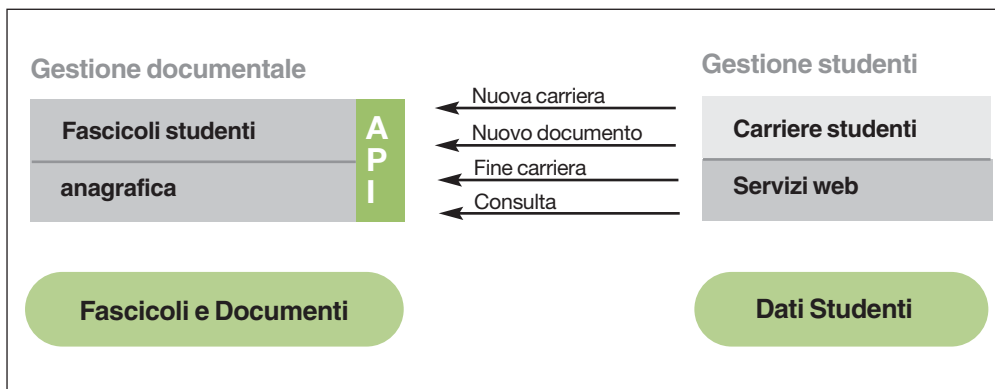 Gestione documentale
Fascicoli studenti
anagrafica
A
P
I
Nuova carriera
Nuovo documento
Fine carriera
Consulta
Gestione studenti
Carriere studenti
Servizi web
Fascicoli e Documenti
Dati Studenti